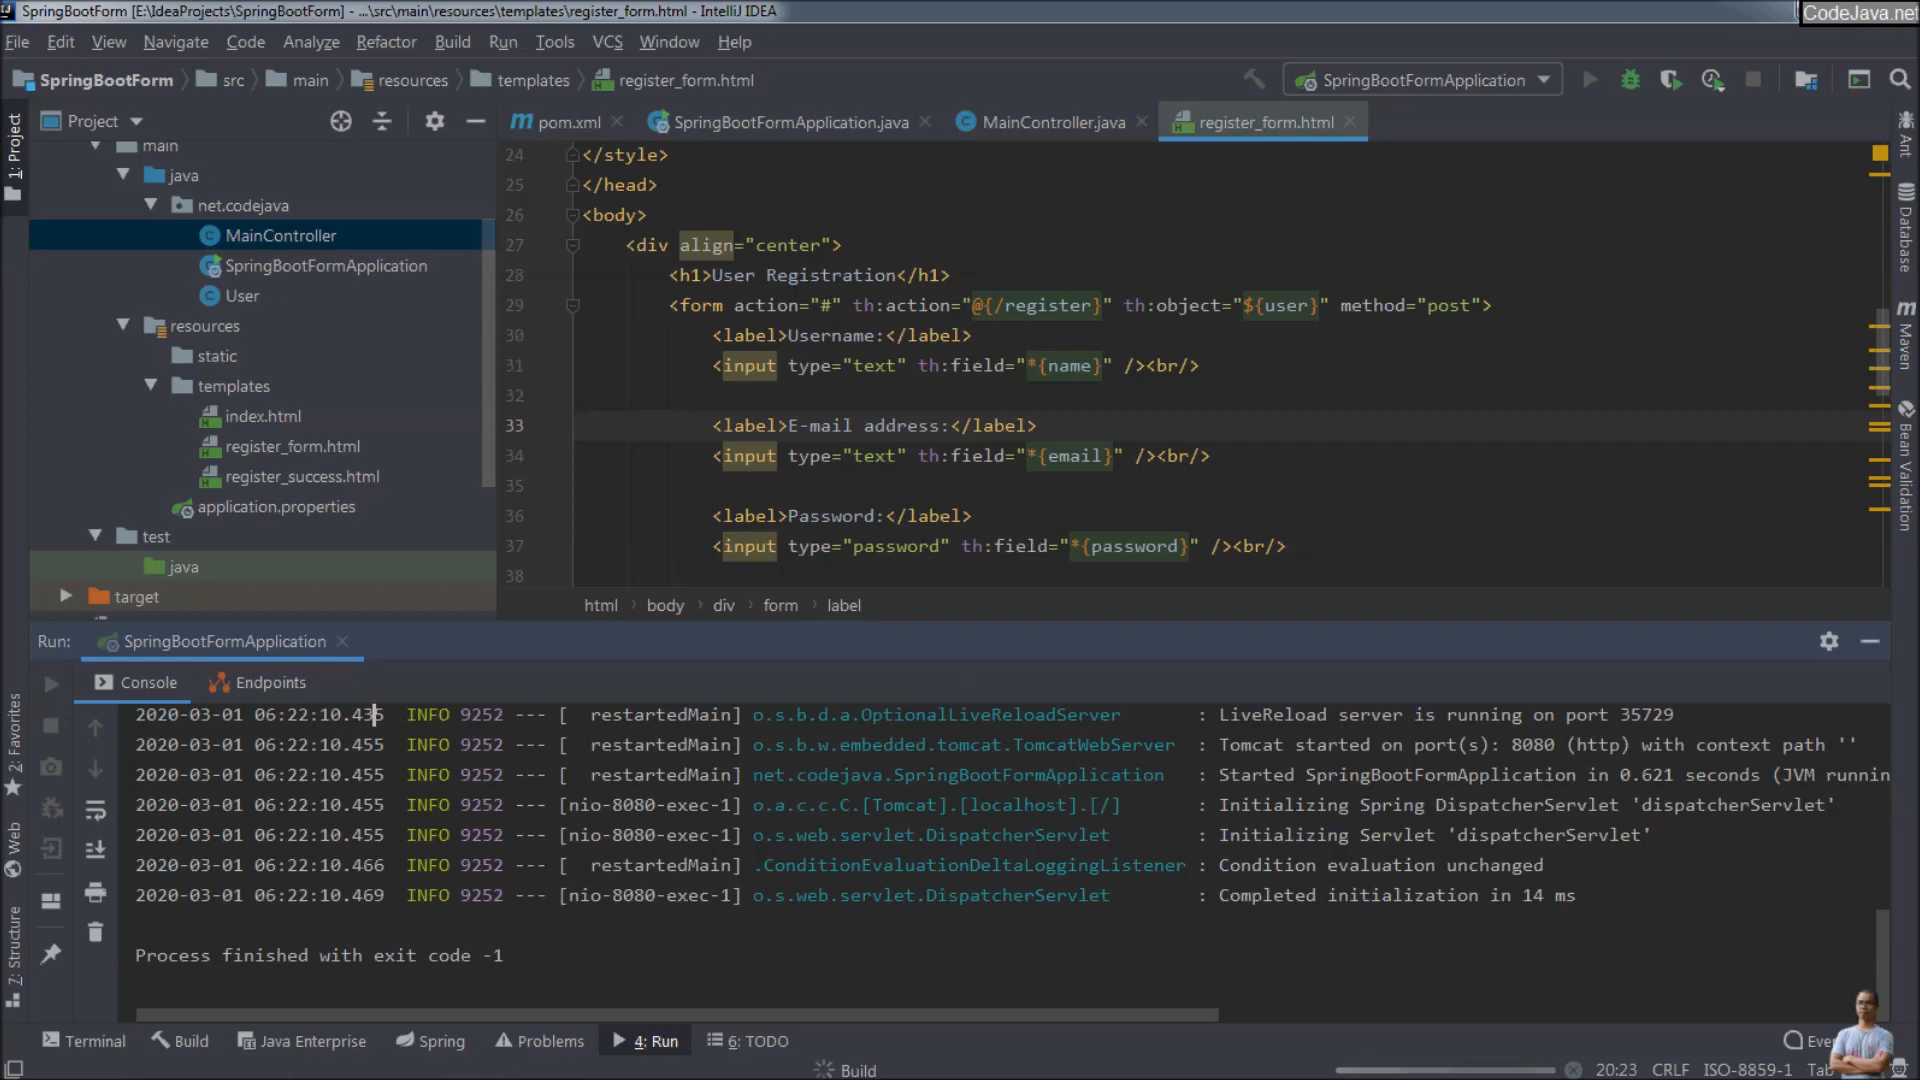 SpringBootForm [E:\IdeaProjects\SpringBootForm] - ...\src\main\resources\templates\register_form.html - IntelliJ IDEA
CodeJava.net
File Edit View Navigate Code Analyze Refactor Build Run Tools VCS Window Help
SpringBootForm src main resources templates register_form.html SpringBootFormApplication
1: Project
Project
pom.xml SpringBootFormApplication.java MainController.java register_form.html
main
java
net.codejava
MainController
SpringBootFormApplication
User
resources
static
templates
index.html
register_form.html
register_success.html
application.properties
test
java
target
24 </style>
25 </head>
26 <body>
27 <div align="center">
28 <h1>User Registration</h1>
29 <form action="#" th:action="@{/register}" th:object="${user}" method="post">
30 <label>Username:</label>
31 <input type="text" th:field="*{name}" /><br/>
32
33 <label>E-mail address:</label>
34 <input type="text" th:field="*{email}" /><br/>
35
36 <label>Password:</label>
37 <input type="password" th:field="*{password}" /><br/>
38
html body div form label
Ant
Database
Maven
Bean Validation
Run: SpringBootFormApplication
Console Endpoints
2020-03-01 06:22:10.435 INFO 9252 --- [ restartedMain] o.s.b.d.a.OptionalLiveReloadServer : LiveReload server is running on port 35729
2020-03-01 06:22:10.455 INFO 9252 --- [ restartedMain] o.s.b.w.embedded.tomcat.TomcatWebServer : Tomcat started on port(s): 8080 (http) with context path ''
2020-03-01 06:22:10.455 INFO 9252 --- [ restartedMain] net.codejava.SpringBootFormApplication : Started SpringBootFormApplication in 0.621 seconds (JVM runnin
2020-03-01 06:22:10.455 INFO 9252 --- [nio-8080-exec-1] o.a.c.c.C.[Tomcat].[localhost].[/] : Initializing Spring DispatcherServlet 'dispatcherServlet'
2020-03-01 06:22:10.455 INFO 9252 --- [nio-8080-exec-1] o.s.web.servlet.DispatcherServlet : Initializing Servlet 'dispatcherServlet'
2020-03-01 06:22:10.466 INFO 9252 --- [ restartedMain] .ConditionEvaluationDeltaLoggingListener : Condition evaluation unchanged
2020-03-01 06:22:10.469 INFO 9252 --- [nio-8080-exec-1] o.s.web.servlet.DispatcherServlet : Completed initialization in 14 ms
Process finished with exit code -1
2: Favorites
Web
7: Structure
Terminal Build Java Enterprise Spring Problems 4: Run 6: TODO Eve
Build 20:23 CRLF ISO-8859-1 Tab